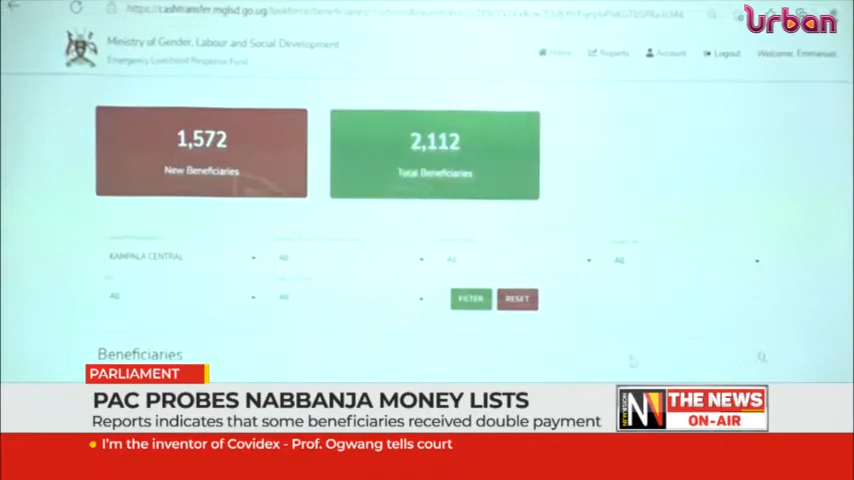 urban
Ministry of Gender, Labour and Social Development
Emergency Livelihood Response Fund
Home
Reports
Account
Logout
Welcome, Emmanuel
1,572
New Beneficiaries
2,112
Total Beneficiaries
KAMPALA CENTRAL
All
All
All
All
All
FILTER
RESET
Beneficiaries
PARLIAMENT
PAC PROBES NABBANJA MONEY LISTS
Reports indicates that some beneficiaries received double payment
NEW VISION
THE NEWS
ON-AIR
I'm the inventor of Covidex - Prof. Ogwang tells court